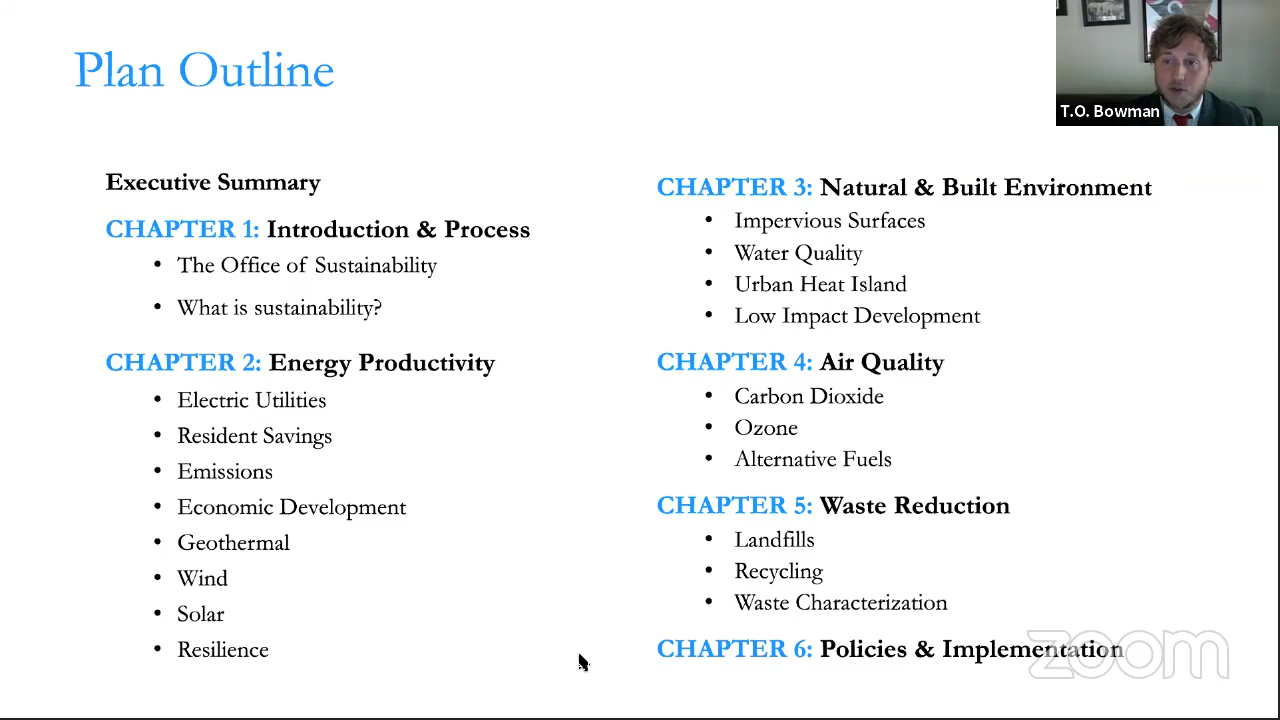 Plan Outline
T.O. Bowman
Executive Summary
CHAPTER 1: Introduction & Process
• The Office of Sustainability
• What is sustainability?
CHAPTER 2: Energy Productivity
• Electric Utilities
• Resident Savings
• Emissions
• Economic Development
• Geothermal
• Wind
• Solar
• Resilience
CHAPTER 3: Natural & Built Environment
• Impervious Surfaces
• Water Quality
• Urban Heat Island
• Low Impact Development
CHAPTER 4: Air Quality
• Carbon Dioxide
• Ozone
• Alternative Fuels
CHAPTER 5: Waste Reduction
• Landfills
• Recycling
• Waste Characterization
CHAPTER 6: Policies & Implementation
zoom